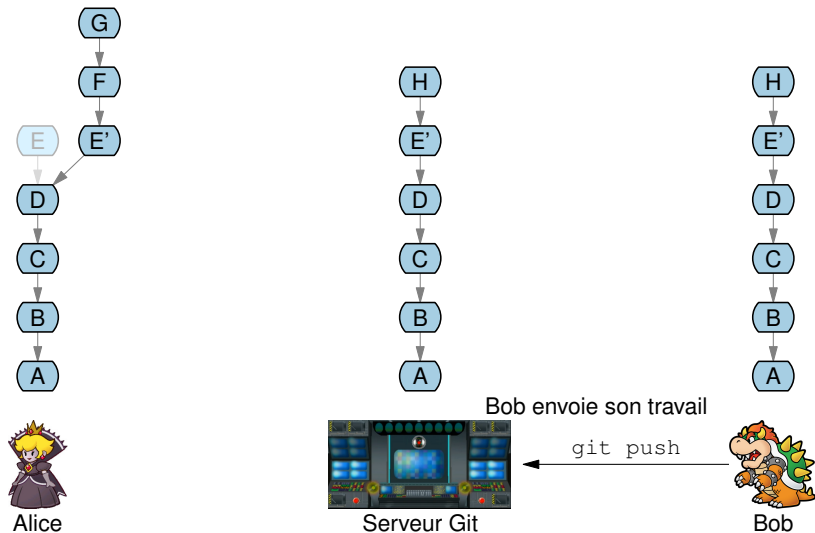 G
F
H
H
E
E'
E'
E'
D
D
D
C
C
C
B
B
B
A
A
A
Bob envoie son travail
git push
Alice
Serveur Git
Bob